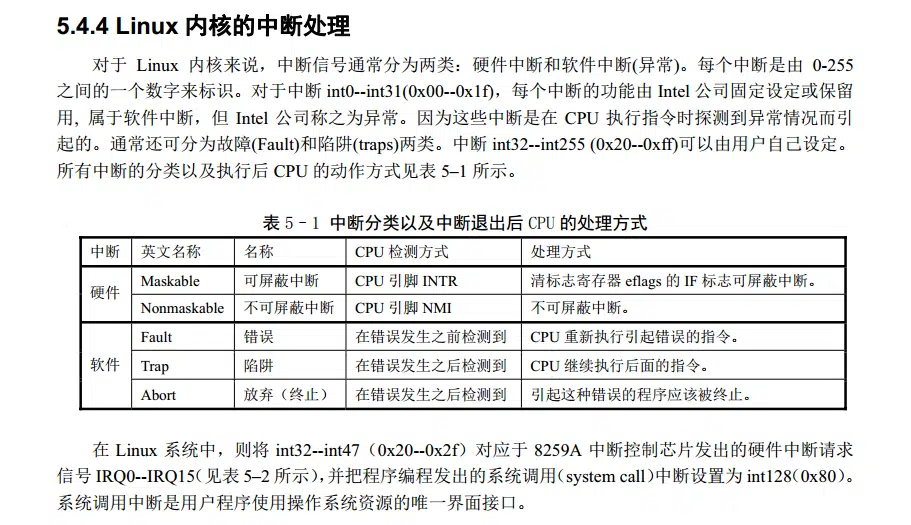 5.4.4 Linux 内核的中断处理
对于 Linux 内核来说，中断信号通常分为两类：硬件中断和软件中断(异常)。每个中断是由 0-255
之间的一个数字来标识。对于中断 int0--int31(0x00--0x1f)，每个中断的功能由 Intel 公司固定设定或保留
用, 属于软件中断，但 Intel 公司称之为异常。因为这些中断是在 CPU 执行指令时探测到异常情况而引
起的。通常还可分为故障(Fault)和陷阱(traps)两类。中断 int32--int255 (0x20--0xff)可以由用户自己设定。
所有中断的分类以及执行后 CPU 的动作方式见表 5–1 所示。
表 5–1 中断分类以及中断退出后 CPU 的处理方式
中断 英文名称 名称 CPU 检测方式 处理方式
硬件 Maskable 可屏蔽中断 CPU 引脚 INTR 清标志寄存器 eflags 的 IF 标志可屏蔽中断。
Nonmaskable 不可屏蔽中断 CPU 引脚 NMI 不可屏蔽中断。
软件 Fault 错误 在错误发生之前检测到 CPU 重新执行引起错误的指令。
Trap 陷阱 在错误发生之后检测到 CPU 继续执行后面的指令。
Abort 放弃（终止） 在错误发生之后检测到 引起这种错误的程序应该被终止。
在 Linux 系统中，则将 int32--int47（0x20--0x2f）对应于 8259A 中断控制芯片发出的硬件中断请求
信号 IRQ0--IRQ15（见表 5–2 所示），并把程序编程发出的系统调用（system call）中断设置为 int128（0x80）。
系统调用中断是用户程序使用操作系统资源的唯一界面接口。